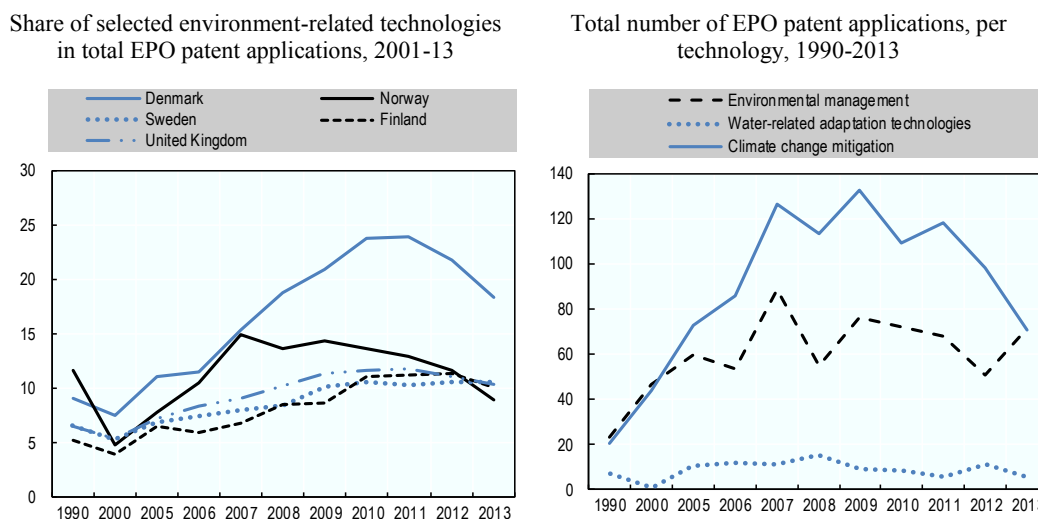 Share of selected environment-related technologies
in total EPO patent applications, 2001-13
Denmark
Norway
Sweden
Finland
United Kingdom
30
25
20
15
10
5
0
1990 2000 2005 2006 2007 2008 2009 2010 2011 2012 2013
Total number of EPO patent applications, per
technology, 1990-2013
Environmental management
Water-related adaptation technologies
Climate change mitigation
140
120
100
80
60
40
20
0
1990 2000 2005 2006 2007 2008 2009 2010 2011 2012 2013